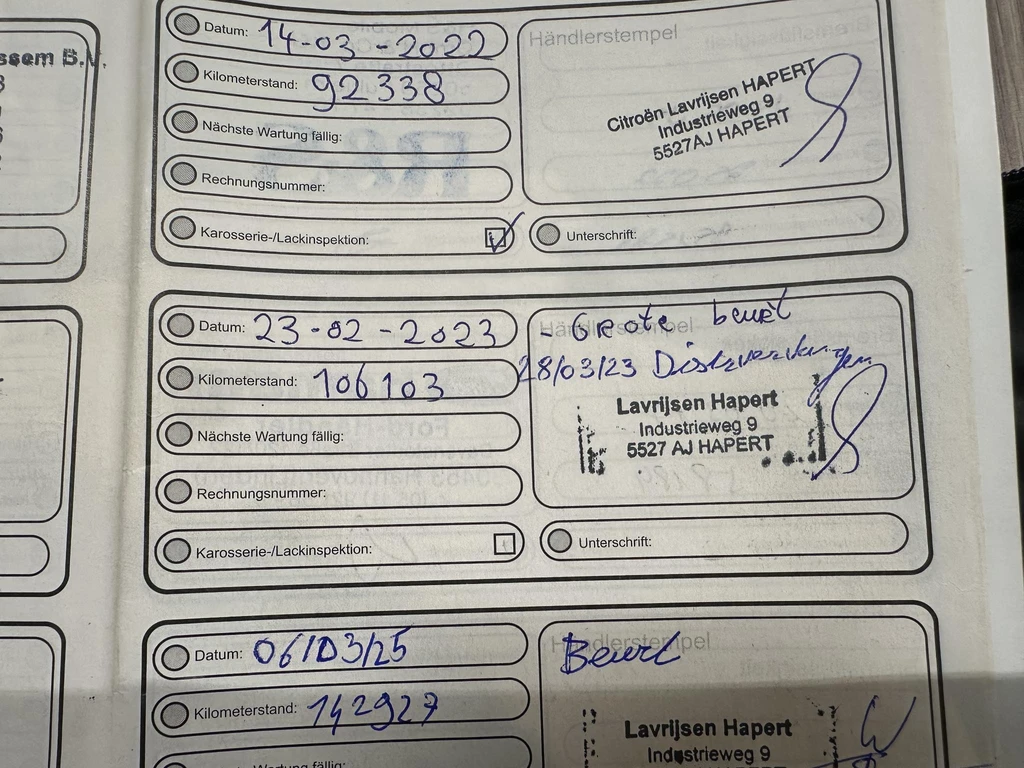 ssem B.V.
Datum: 14-03-2022
Kilometerstand: 92338
Nächste Wartung fällig:
Rechnungsnummer:
Karosserie-/Lackinspektion:
Händlerstempel
Citroën Lavrijsen HAPERT
Industrieweg 9
5527AJ HAPERT
Unterschrift:
Datum: 23-02-2023
Kilometerstand: 106103
Nächste Wartung fällig:
Rechnungsnummer:
Karosserie-/Lackinspektion:
Händlerstempel
- Grote beurt
28/03/23
Lavrijsen Hapert
Industrieweg 9
5527 AJ HAPERT
Unterschrift:
Datum: 06/03/25
Kilometerstand: 142927
Wartung fällig:
Händlerstempel
Beurt
Lavrijsen Hapert
Industrieweg 9